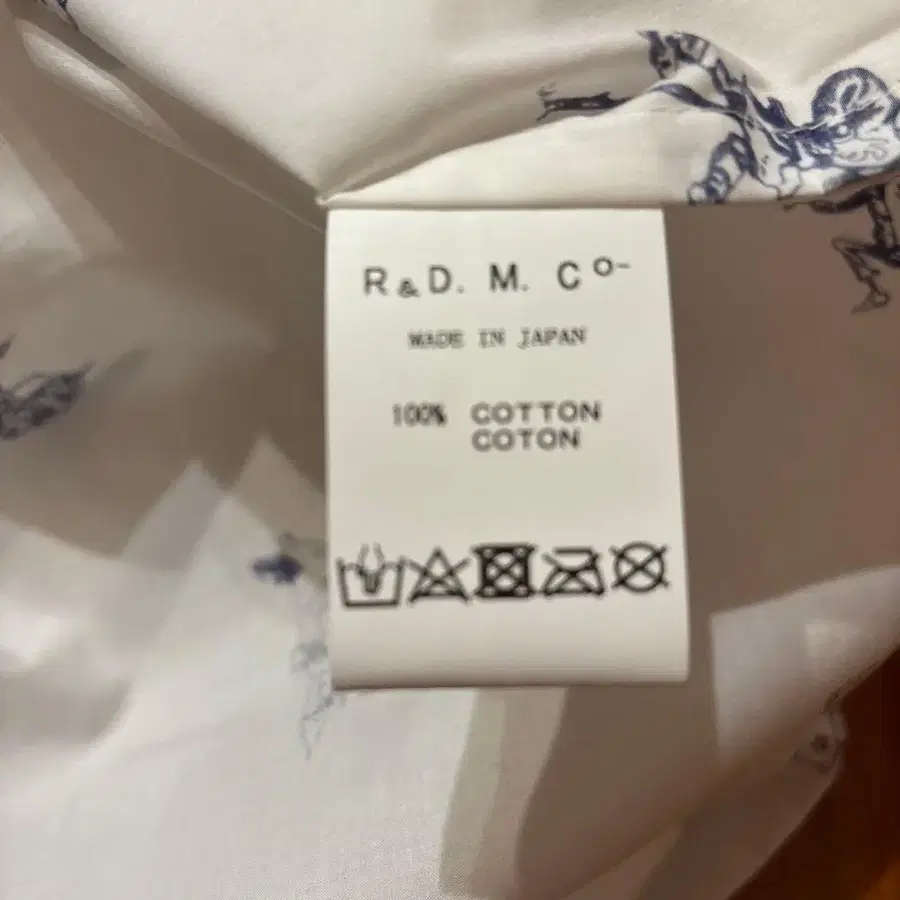 R&D. M. Co-
MADE IN JAPAN
100% COTTON
COTON